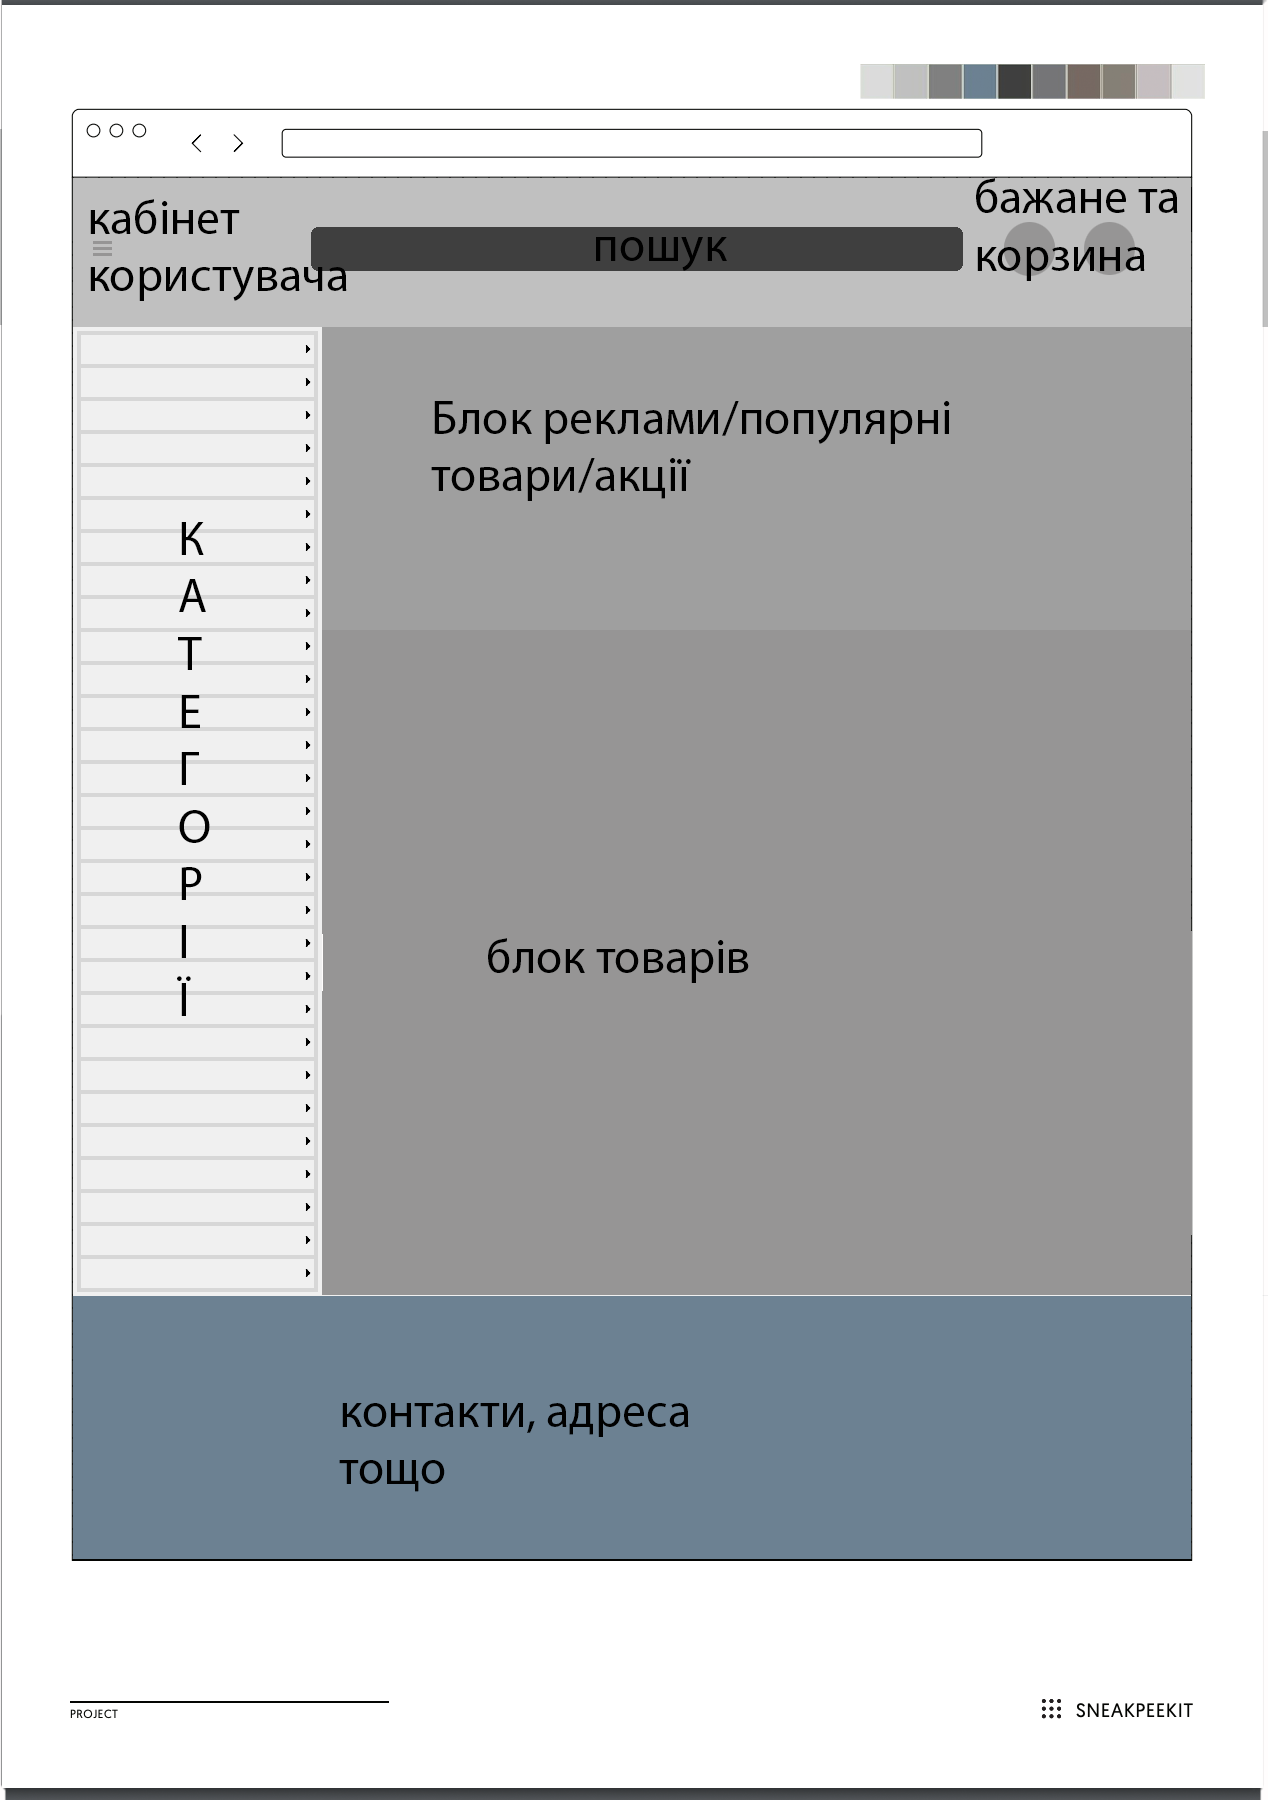 кабінет
користувача
пошук
бажане та
корзина
Блок реклами/популярні
товари/акції
К
А
Т
Е
Г
О
Р
І
Ї
блок товарів
контакти, адреса
тощо
PROJECT
SNEAKPEEKIT